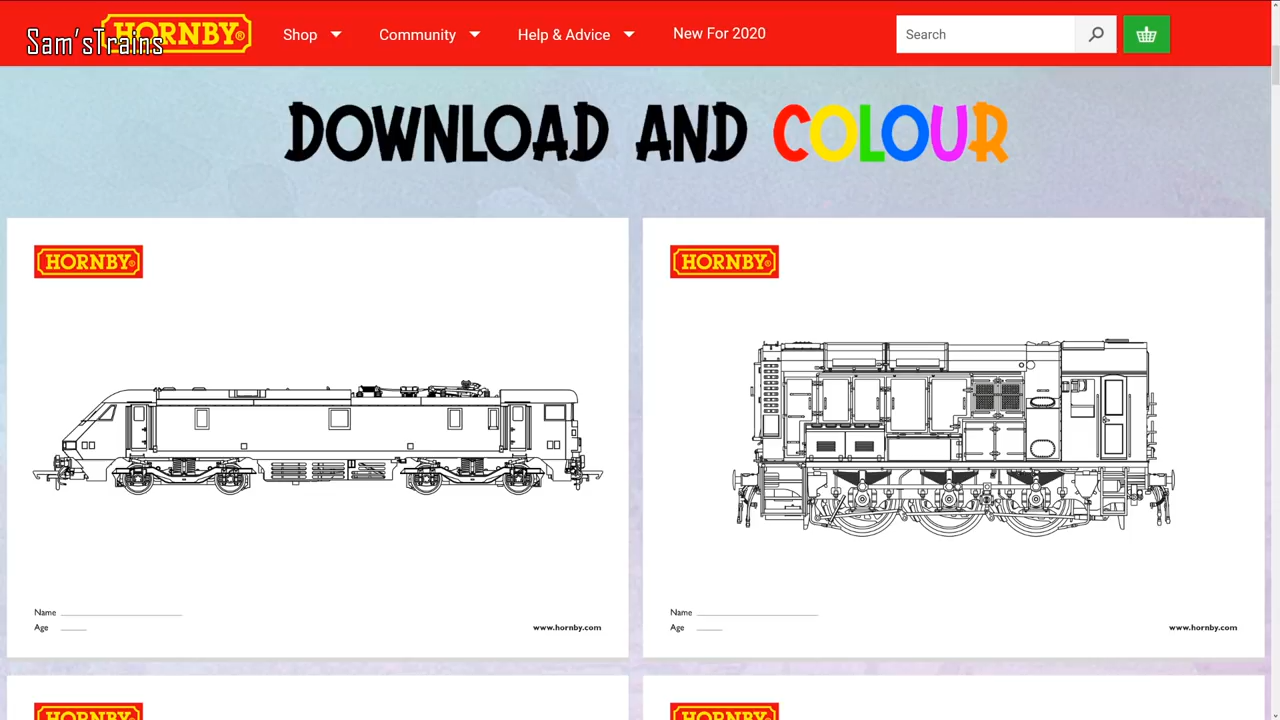 HORNBY®
Sam'sTrains
Shop
Community
Help & Advice
New For 2020
Search
DOWNLOAD AND COLOUR
HORNBY®
HORNBY®
Name
Age
www.hornby.com
Name
Age
www.hornby.com
HORNBY®
HORNBY®